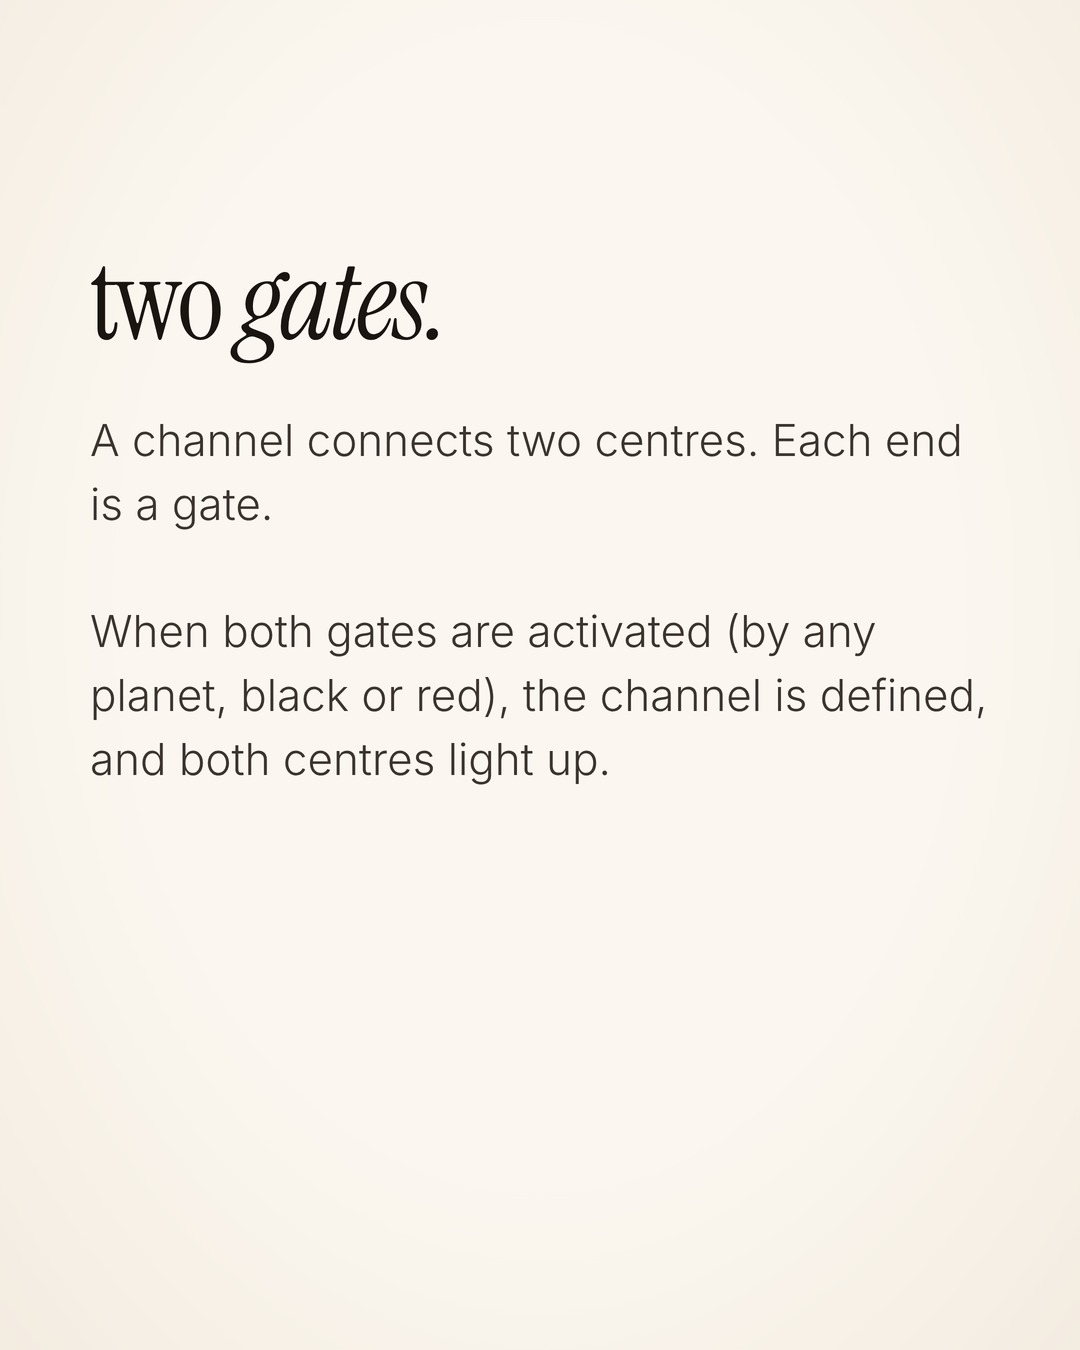 two gates.
A channel connects two centres. Each end
is a gate.
When both gates are activated (by any
planet, black or red), the channel is defined,
and both centres light up.